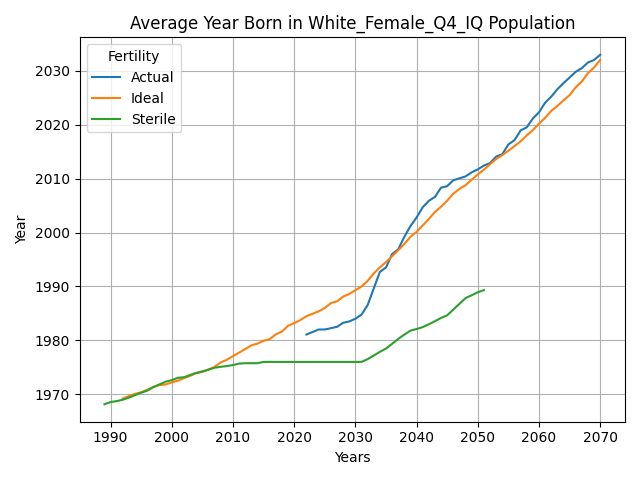 Average Year Born in White_Female_Q4_IQ Population
Fertility
Actual
Ideal
Sterile
Year
2030
2020
2010
2000
1990
1980
1970
1990 2000 2010 2020 2030 2040 2050 2060 2070
Years